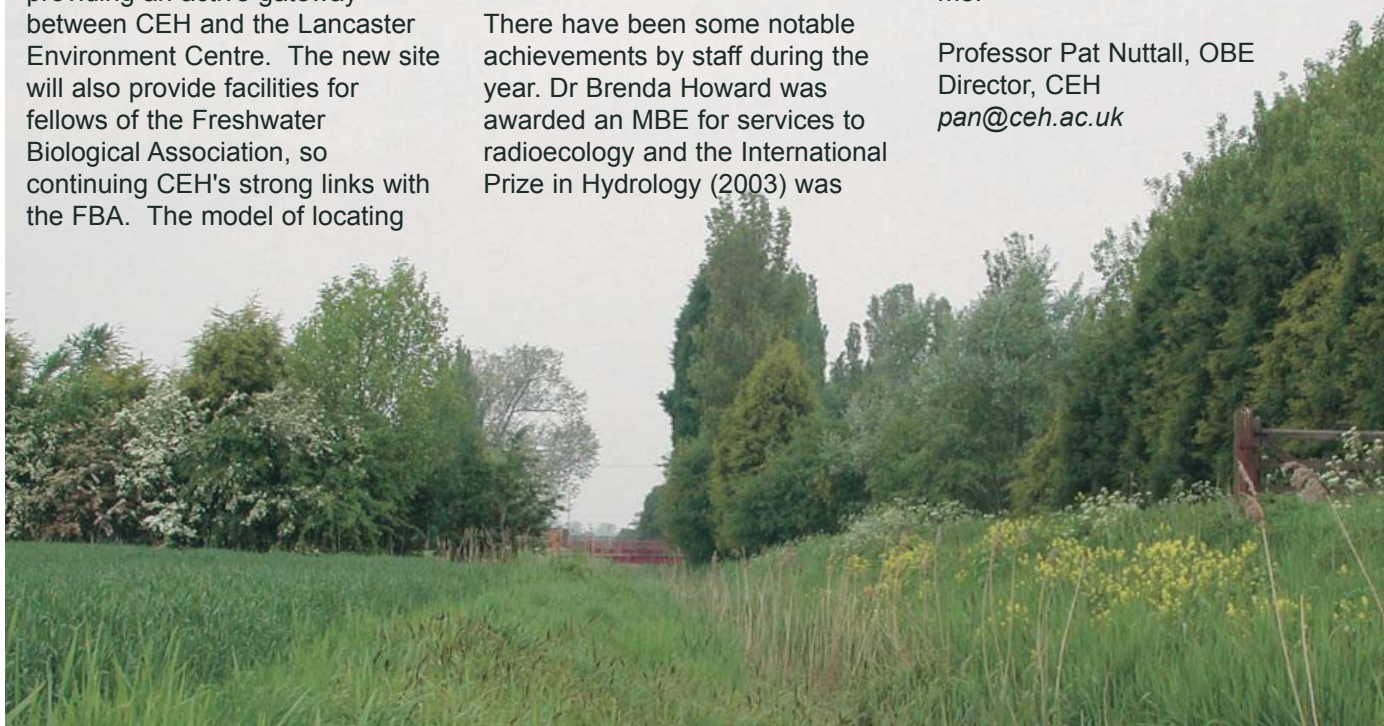 between CEH and the Lancaster
Environment Centre. The new site
will also provide facilities for
fellows of the Freshwater
Biological Association, so
continuing CEH's strong links with
the FBA. The model of locating
There have been some notable
achievements by staff during the
year. Dr Brenda Howard was
awarded an MBE for services to
radioecology and the International
Prize in Hydrology (2003) was
Professor Pat Nuttall, OBE
Director, CEH
pan@ceh.ac.uk